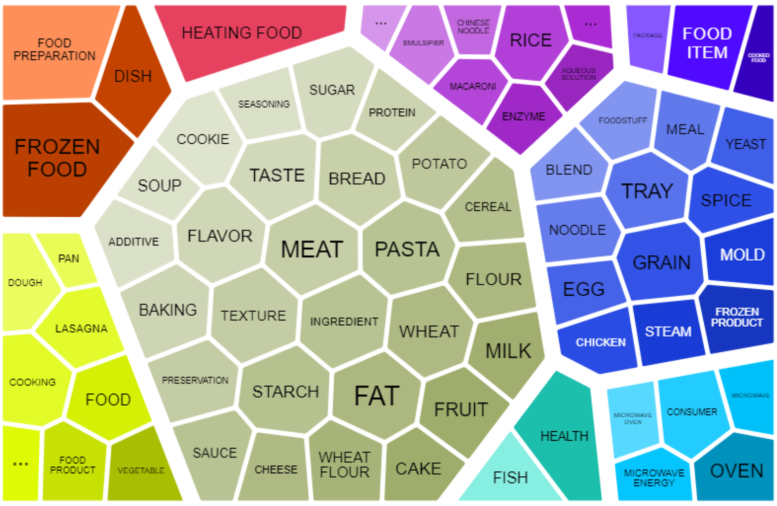 FOOD
PREPARATION
DISH
FROZEN
FOOD
HEATING FOOD
...
EMULSIFIER
CHINESE
NOODLE
RICE
...
MACARONI
AQUEOUS
SOLUTION
ENZYME
PACKAGE
FOOD
ITEM
COOKED
FOOD
SEASONING
SUGAR
PROTEIN
COOKIE
TASTE
BREAD
POTATO
SOUP
CEREAL
ADDITIVE
FLAVOR
MEAT
PASTA
FLOUR
BAKING
TEXTURE
INGREDIENT
WHEAT
MILK
PRESERVATION
STARCH
FAT
FRUIT
SAUCE
CHEESE
WHEAT
FLOUR
CAKE
FOODSTUFF
MEAL
YEAST
BLEND
TRAY
SPICE
NOODLE
GRAIN
MOLD
EGG
FROZEN
PRODUCT
CHICKEN
STEAM
PAN
DOUGH
LASAGNA
COOKING
FOOD
...
FOOD
PRODUCT
VEGETABLE
HEALTH
FISH
MICROWAVE
OVEN
CONSUMER
MICROWAVE
MICROWAVE
ENERGY
OVEN